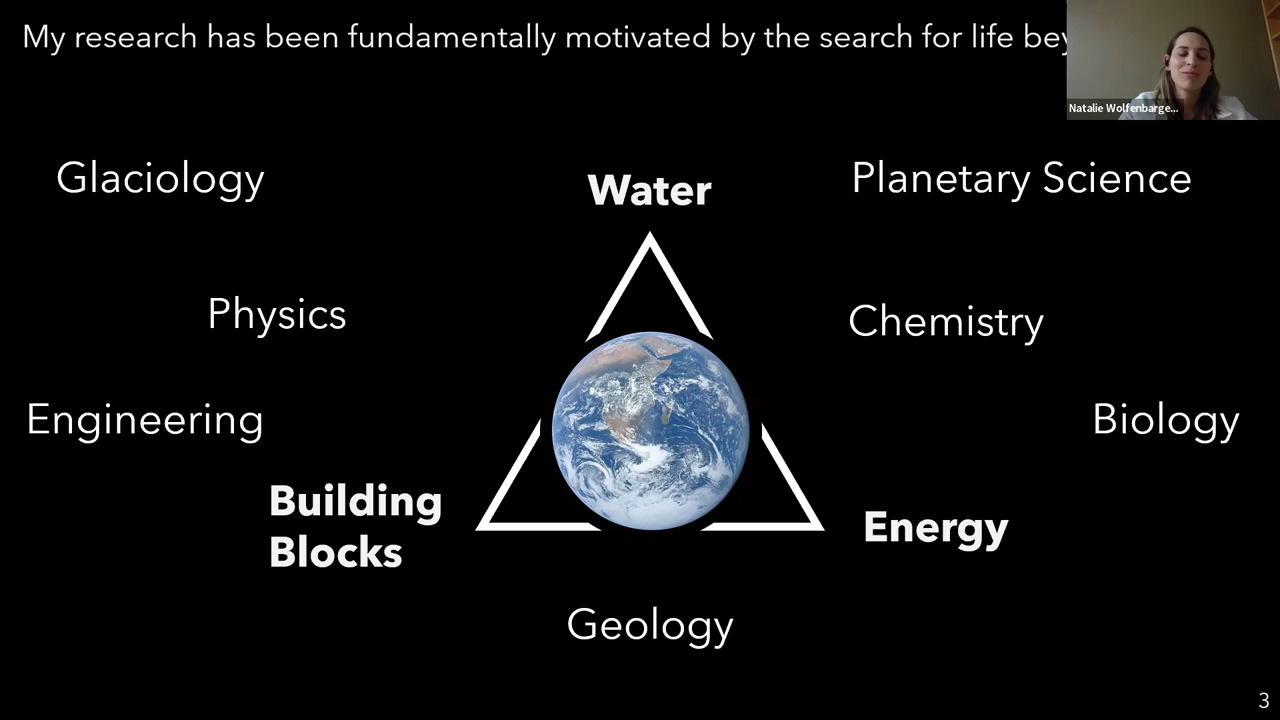 My research has been fundamentally motivated by the search for life bey
Natalie Wolfenbarge...
Glaciology
Water
Planetary Science
Physics
Chemistry
Engineering
Biology
Building
Blocks
Energy
Geology
3